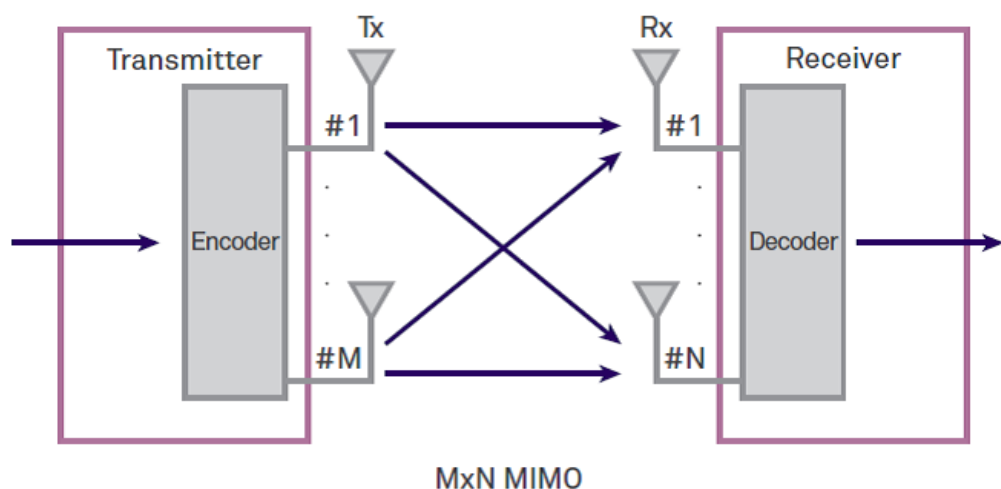 Tx
Rx
Transmitter
Receiver
#1
#1
Encoder
Decoder
#M
#N
MxN MIMO